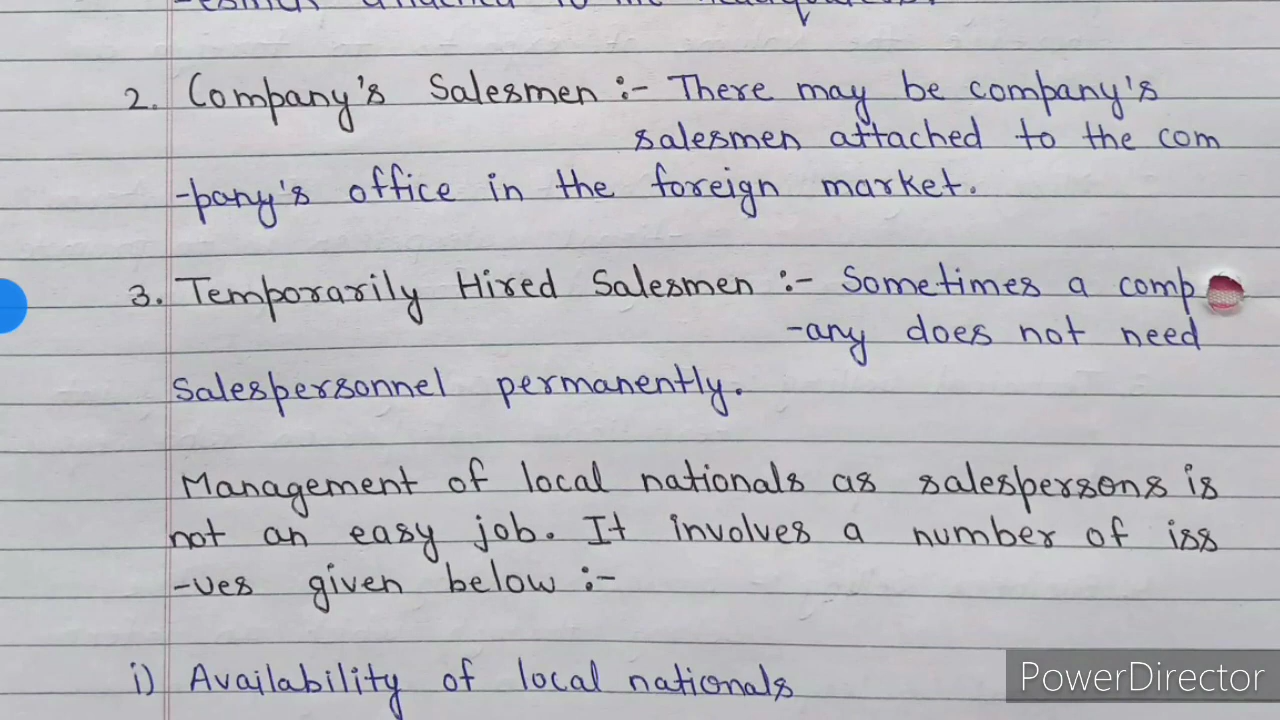 2. Company's Salesmen :- There may be company's
salesmen attached to the com
-pany's office in the foreign market.
3. Temporarily Hired Salesmen :- Sometimes a comp
-any does not need
Salespersonnel permanently.
Management of local nationals as salespersons is
not an easy job. It involves a number of iss
-ues given below :-
i) Availability of local nationals
PowerDirector